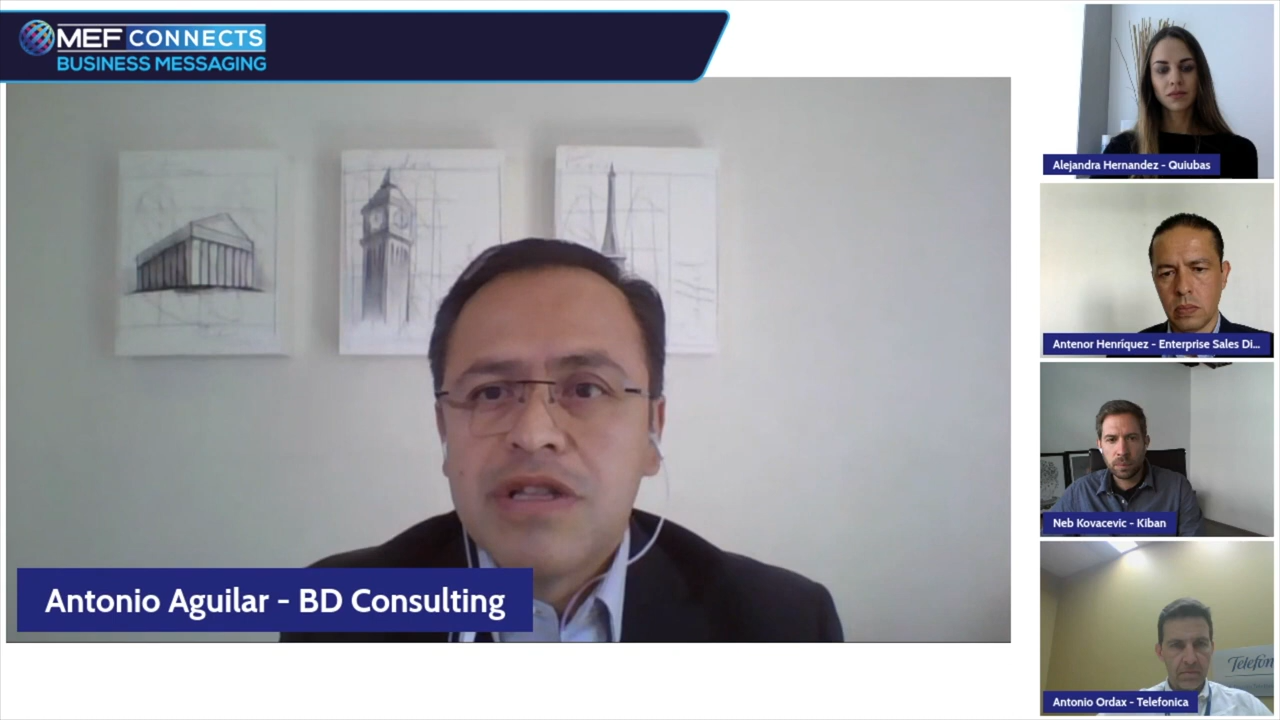 MEF CONNECTS
BUSINESS MESSAGING
Antonio Aguilar - BD Consulting
Alejandra Hernandez - Quiubas
Antenor Henríquez - Enterprise Sales Di...
Neb Kovacevic - Kiban
Telefón
Antonio Ordax - Telefonica